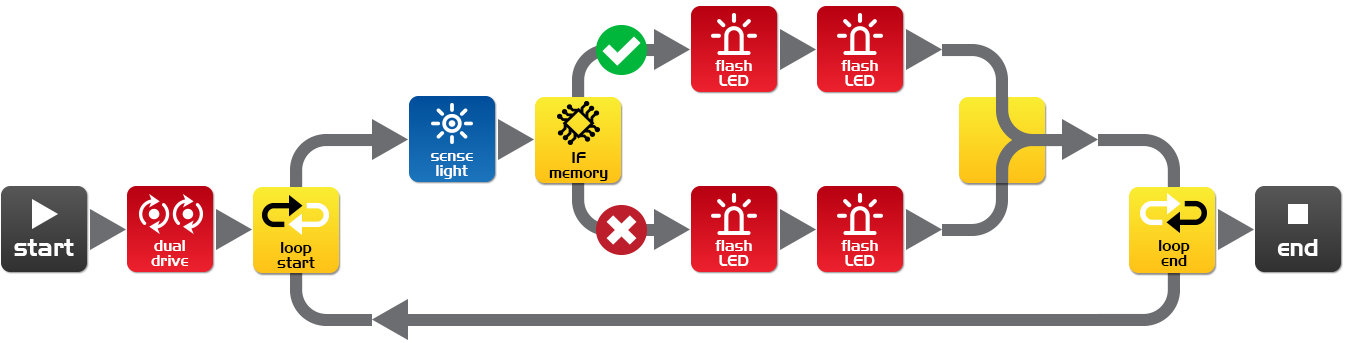 start
dual
drive
loop
start
sense
light
IF
memory
flash
LED
flash
LED
flash
LED
flash
LED
loop
end
end